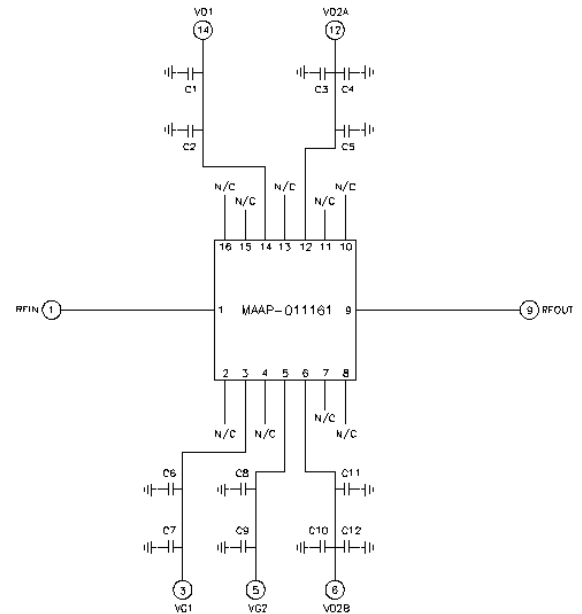 VD1 VD2A
14 12
C1 C3 C4
C2 C5
N/C N/C N/C N/C N/C
16 15 14 13 12 11 10
RFIN 1 1 MAAP-011161 9 9 RFOUT
2 3 4 5 6 7 8
N/C N/C N/C N/C
C6 C8 C11
C7 C9 C10 C12
3 5 6
VG1 VG2 VD2B